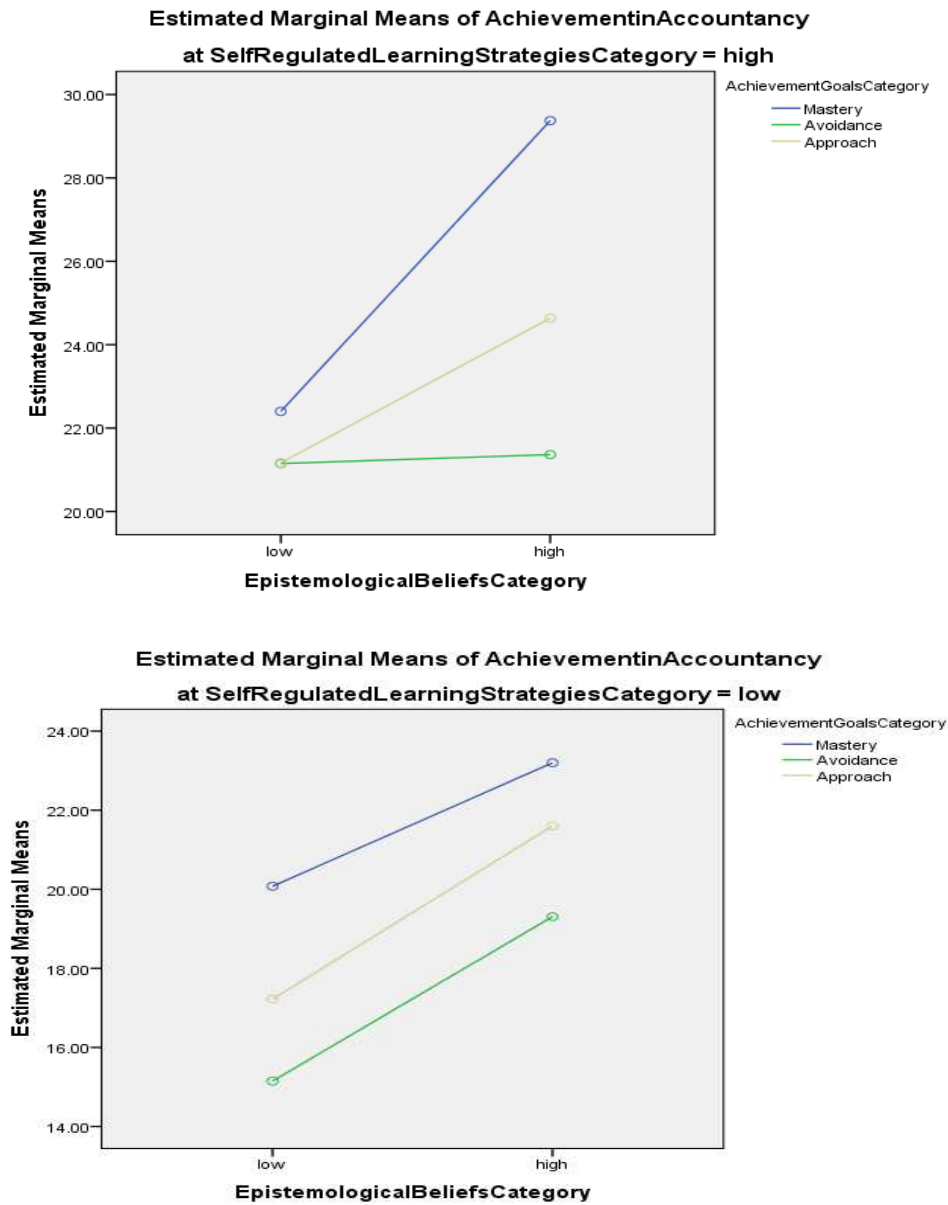 Estimated Marginal Means of AchievementinAccountancy
at SelfRegulatedLearningStrategiesCategory = high
AchievementGoalsCategory
Mastery
Avoidance
Approach
Estimated Marginal Means
30.00
28.00
26.00
24.00
22.00
20.00
low
high
EpistemologicalBeliefsCategory
Estimated Marginal Means of AchievementinAccountancy
at SelfRegulatedLearningStrategiesCategory = low
AchievementGoalsCategory
Mastery
Avoidance
Approach
Estimated Marginal Means
24.00
22.00
20.00
18.00
16.00
14.00
low
high
EpistemologicalBeliefsCategory